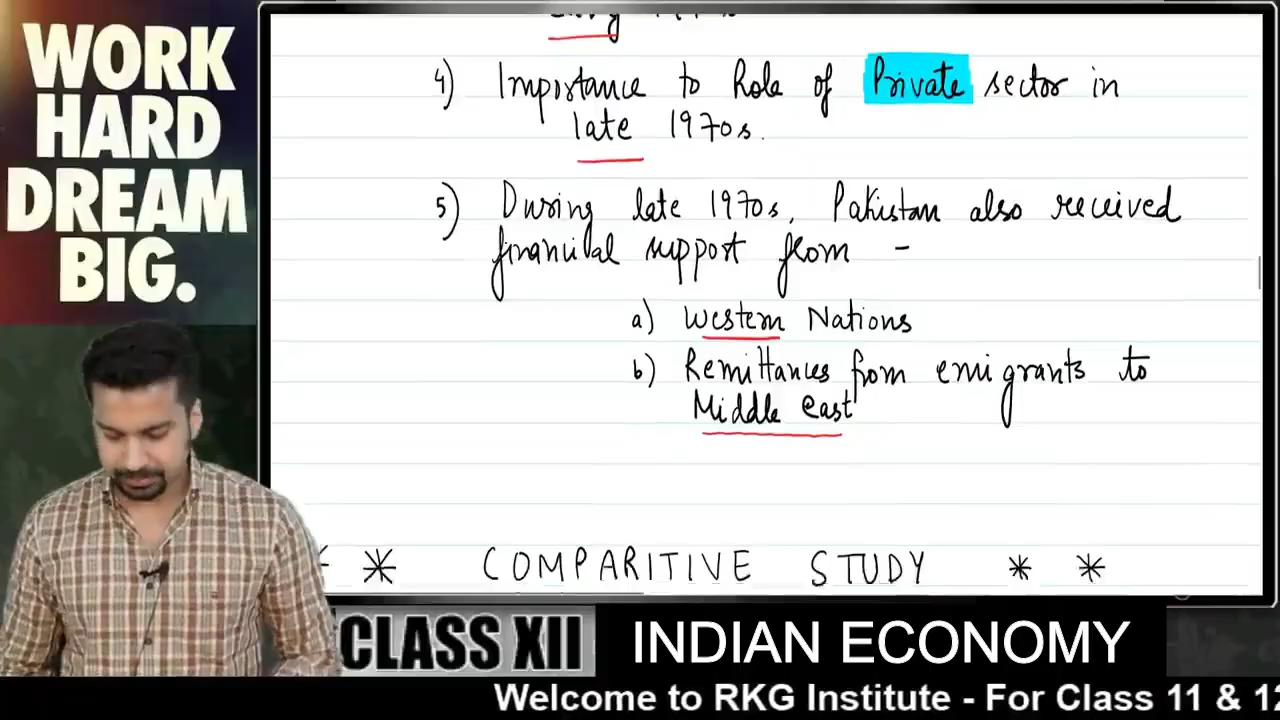 WORK
HARD
DREAM
BIG.
4) Importance to Role of Private sector in
late 1970s.
5) During late 1970s, Pakistan also received
financial support from -
a) Western Nations
b) Remittances from emigrants to
Middle East
* COMPARITIVE STUDY * *
CLASS XII
INDIAN ECONOMY
Welcome to RKG Institute - For Class 11 & 12